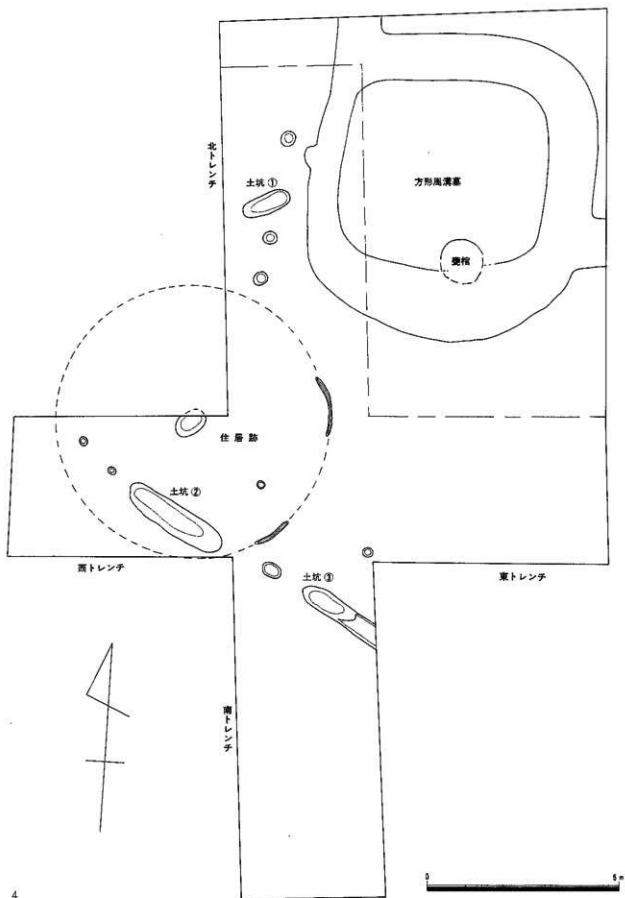 北トレンチ
土坑 ①
方形周溝墓
甕棺
住居跡
土坑 ②
西トレンチ
土坑 ③
東トレンチ
南トレンチ
0 5m
4